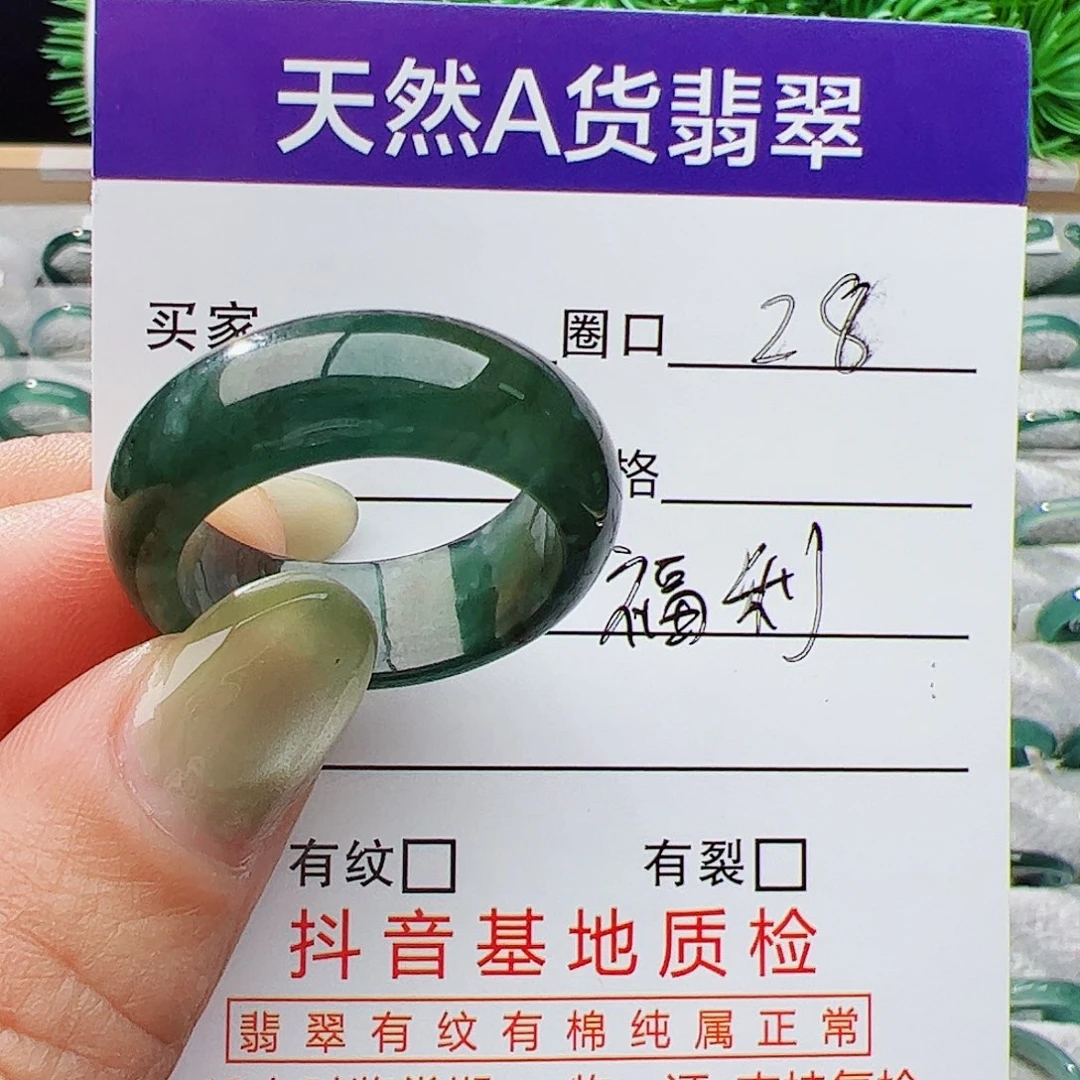 天然A货翡翠
买家 圈口 28
格
福利
有纹□ 有裂□
抖音基地质检
翡翠有纹有棉纯属正常